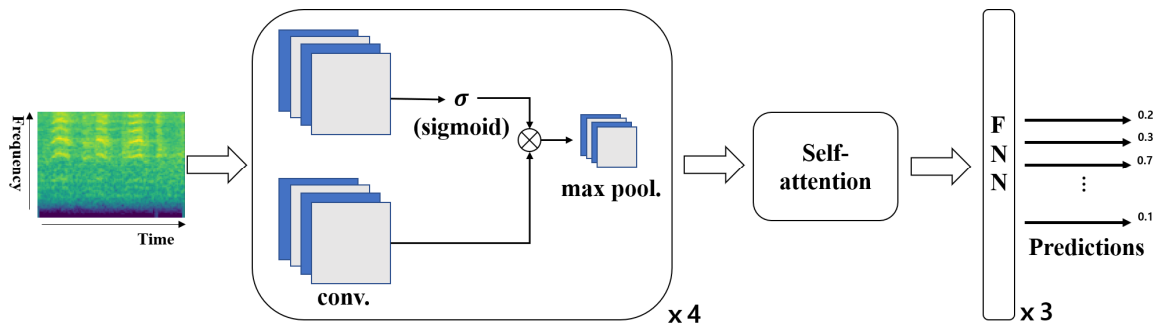 Frequency
Time
σ
(sigmoid)
max pool.
conv.
x 4
Self-
attention
F
N
N
x 3
0.2
0.3
0.7
⋮
0.1
Predictions